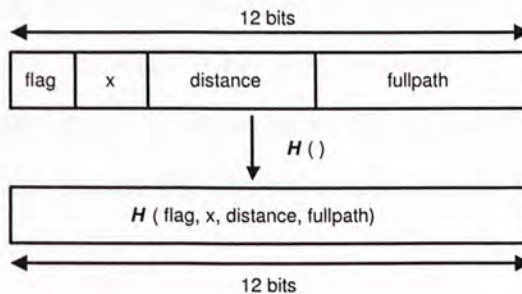 12 bits
flag x distance fullpath
H ( )
H ( flag, x, distance, fullpath)
12 bits